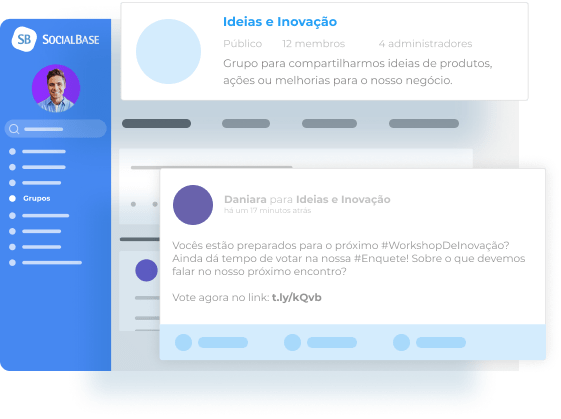 SB SOCIALBASE
Grupos
Ideias e Inovação
Público 12 membros 4 administradores
Grupo para compartilharmos ideias de produtos,
ações ou melhorias para o nosso negócio.
Daniara para Ideias e Inovação
há um 17 minutos atras
Vocês estão preparados para o próximo #WorkshopDeInovação?
Ainda dá tempo de votar na nossa #Enquete! Sobre o que devemos
falar no nosso próximo encontro?
Vote agora no link: t.ly/kQvb